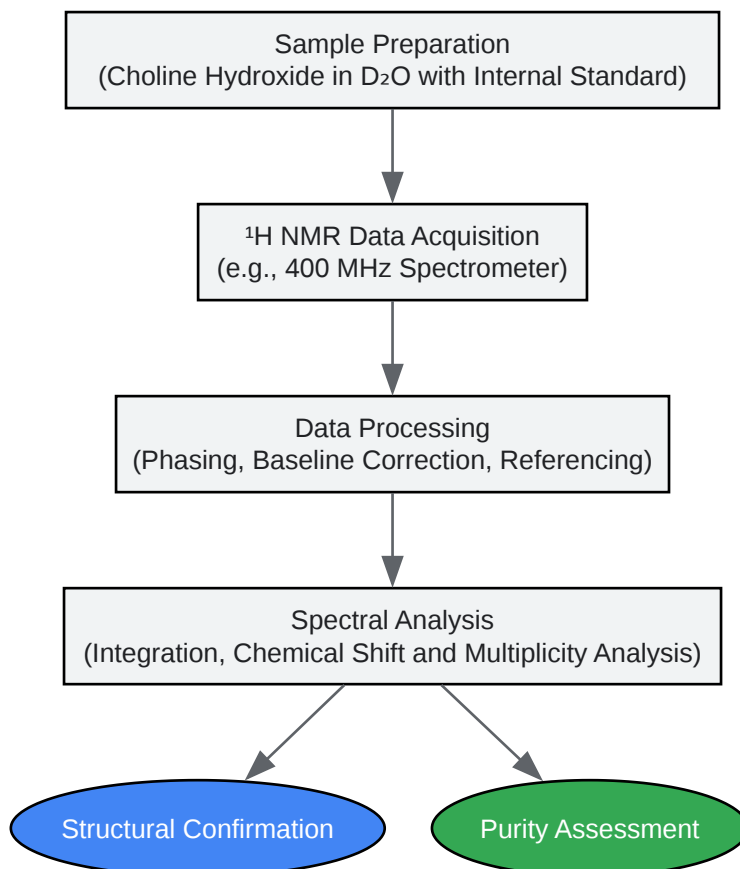 Sample Preparation
(Choline Hydroxide in D₂O with Internal Standard)
¹H NMR Data Acquisition
(e.g., 400 MHz Spectrometer)
Data Processing
(Phasing, Baseline Correction, Referencing)
Spectral Analysis
(Integration, Chemical Shift and Multiplicity Analysis)
Structural Confirmation
Purity Assessment